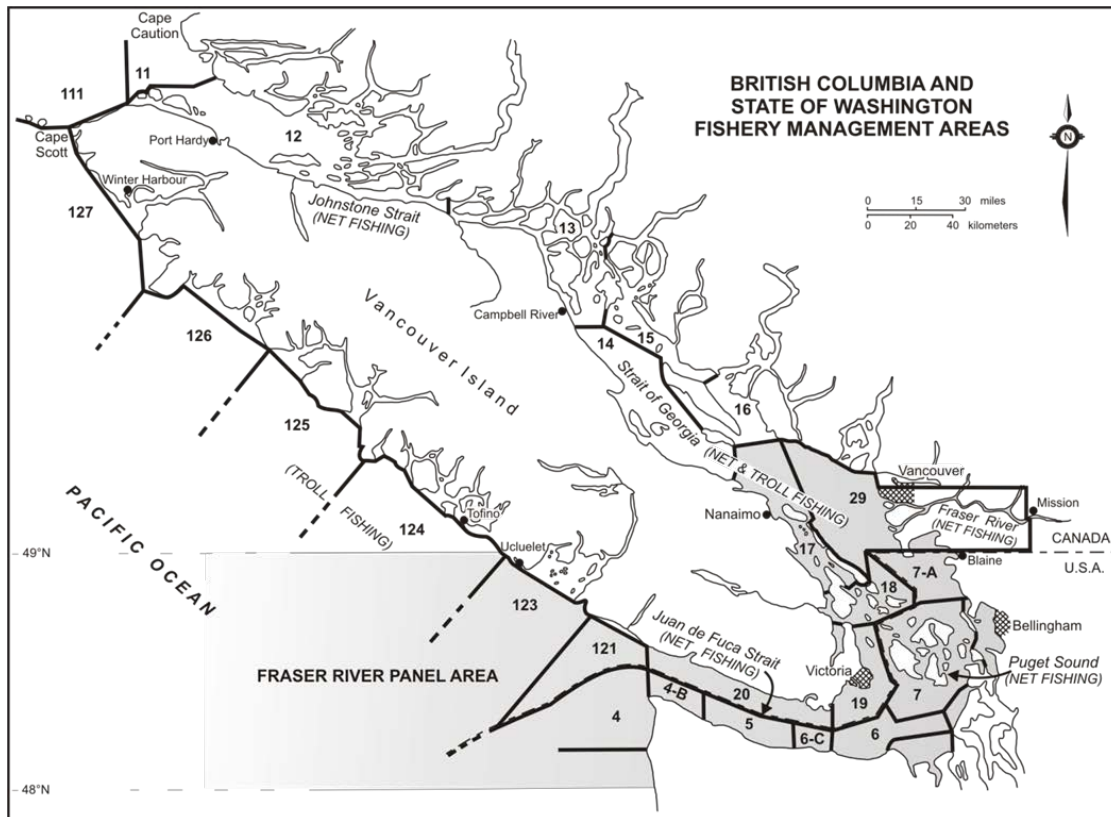 Cape
Caution
11
111
BRITISH COLUMBIA AND
STATE OF WASHINGTON
FISHERY MANAGEMENT AREAS
N
Cape
Scott
Port Hardy
12
Winter Harbour
127
Johnstone Strait
(NET FISHING)
0 15 30 miles
0 20 40 kilometers
13
Vancouver Island
Campbell River
14
15
126
Strait of Georgia (NET & TROLL FISHING)
16
125
(TROLL
FISHING)
PACIFIC OCEAN
124
Tofino
Vancouver
29
Mission
Fraser River
(NET FISHING)
Nanaimo
CANADA
U.S.A.
49°N
Ucluelet
17
Blaine
7-A
18
123
Bellingham
121
Juan de Fuca Strait
(NET FISHING)
FRASER RIVER PANEL AREA
Victoria
Puget Sound
(NET FISHING)
4-B
20
19
7
4
5
6-C
6
48°N